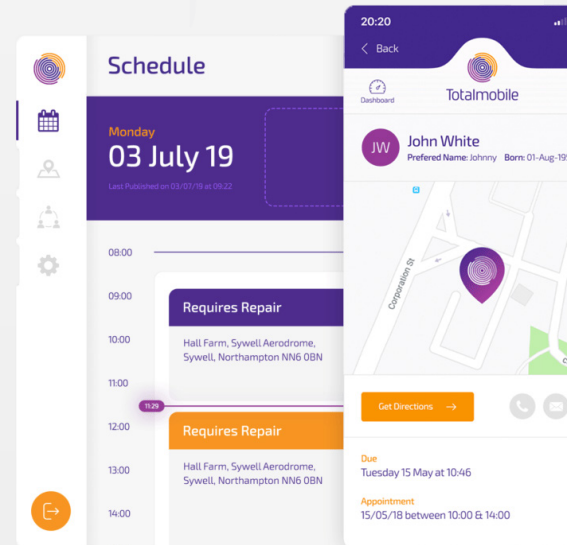 Schedule
Monday
03 July 19
Last Published on 03/07/19 at 09:22
08:00
09:00
Requires Repair
10:00
Hall Farm, Sywell Aerodrome,
Sywell, Northampton NN6 0BN
11:00
11:29
12:00
Requires Repair
13:00
Hall Farm, Sywell Aerodrome,
Sywell, Northampton NN6 0BN
14:00
20:20
Back
Dashboard
Totalmobile
JW
John White
Prefered Name: Johnny Born: 01-Aug-195
Corporation St
Get Directions
Due
Tuesday 15 May at 10:46
Appointment
15/05/18 between 10:00 & 14:00